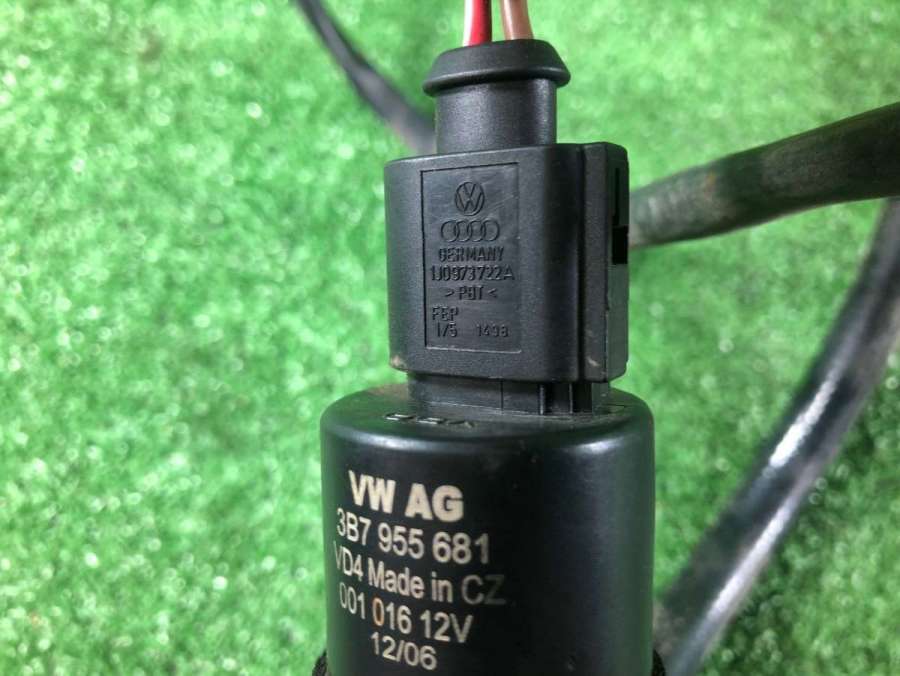 GERMANY
1J0973722A
> PBT <
FEP
1/5 1498
VW AG
3B7 955 681
VD4 Made in CZ
001 016 12V
12/06